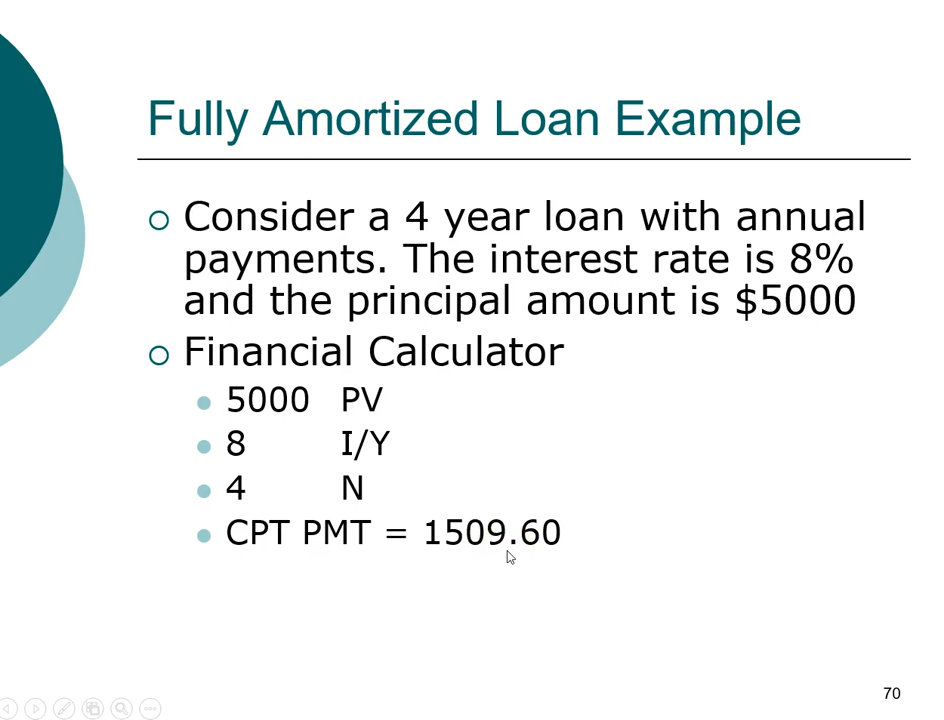 Fully Amortized Loan Example
Consider a 4 year loan with annual
payments. The interest rate is 8%
and the principal amount is $5000
Financial Calculator
5000 PV
8 I/Y
4 N
CPT PMT = 1509.60
70